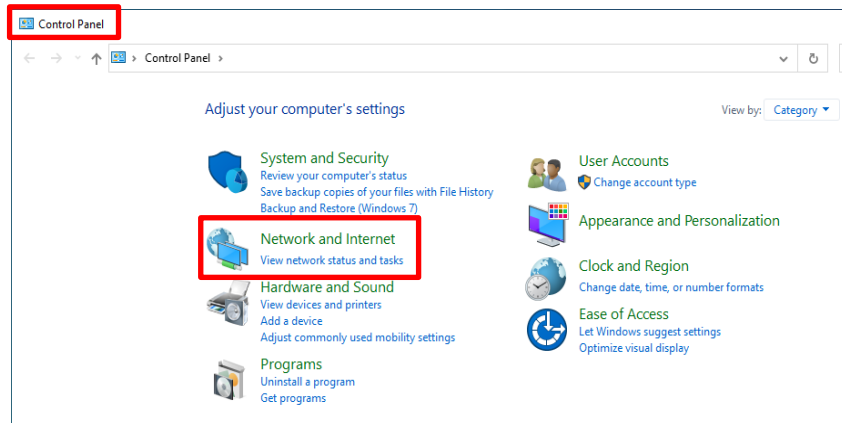 Control Panel
Control Panel
Adjust your computer's settings
View by: Category
System and Security
Review your computer's status
Save backup copies of your files with File History
Backup and Restore (Windows 7)
Network and Internet
View network status and tasks
Hardware and Sound
View devices and printers
Add a device
Adjust commonly used mobility settings
Programs
Uninstall a program
Get programs
User Accounts
Change account type
Appearance and Personalization
Clock and Region
Change date, time, or number formats
Ease of Access
Let Windows suggest settings
Optimize visual display